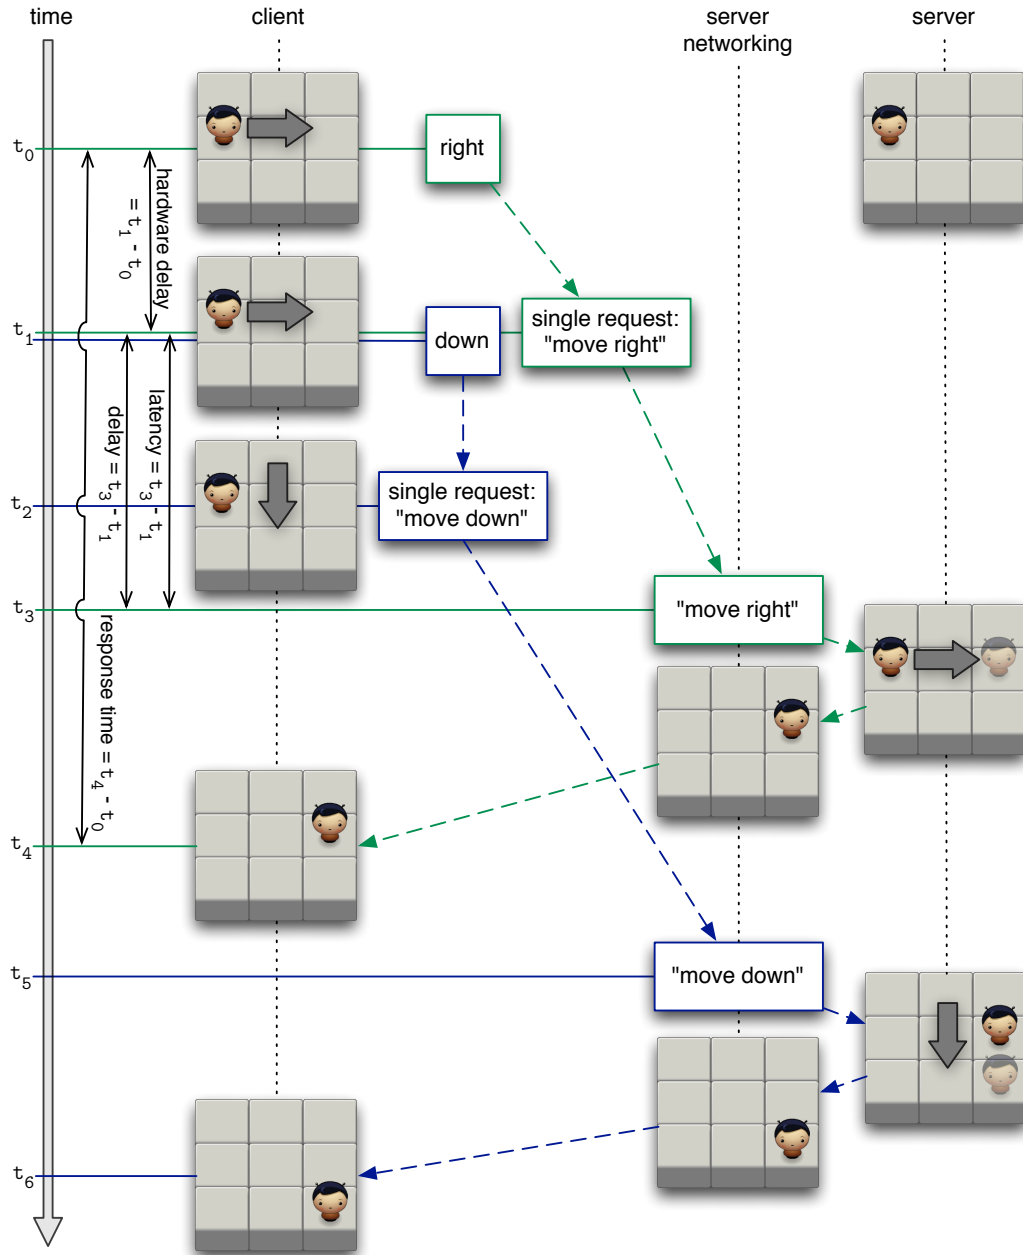 time
client
server
networking
server
t0
right
hardware delay
= t1 - t0
t1
down
single request:
"move right"
latency = t3 - t1
delay = t3 - t1
t2
single request:
"move down"
t3
"move right"
response time = t4 - t0
t4
t5
"move down"
t6